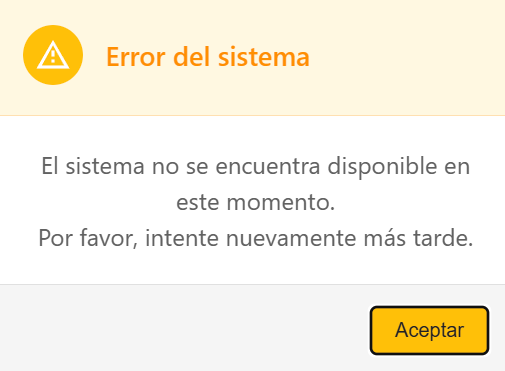 Error del sistema
El sistema no se encuentra disponible en
este momento.
Por favor, intente nuevamente más tarde.
Aceptar